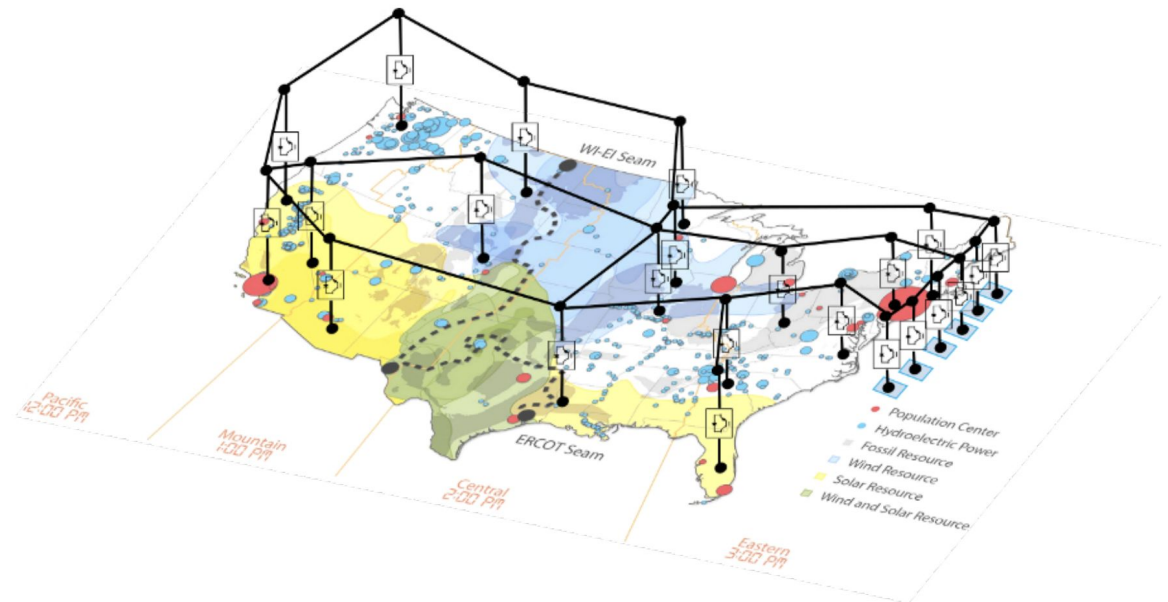 WI-EI Seam
Pacific
12:00 PM
Mountain
1:00 PM
ERCOT Seam
Central
2:00 PM
Eastern
3:00 PM
Population Center
Hydroelectric Power
Fossil Resource
Wind Resource
Solar Resource
Wind and Solar Resource